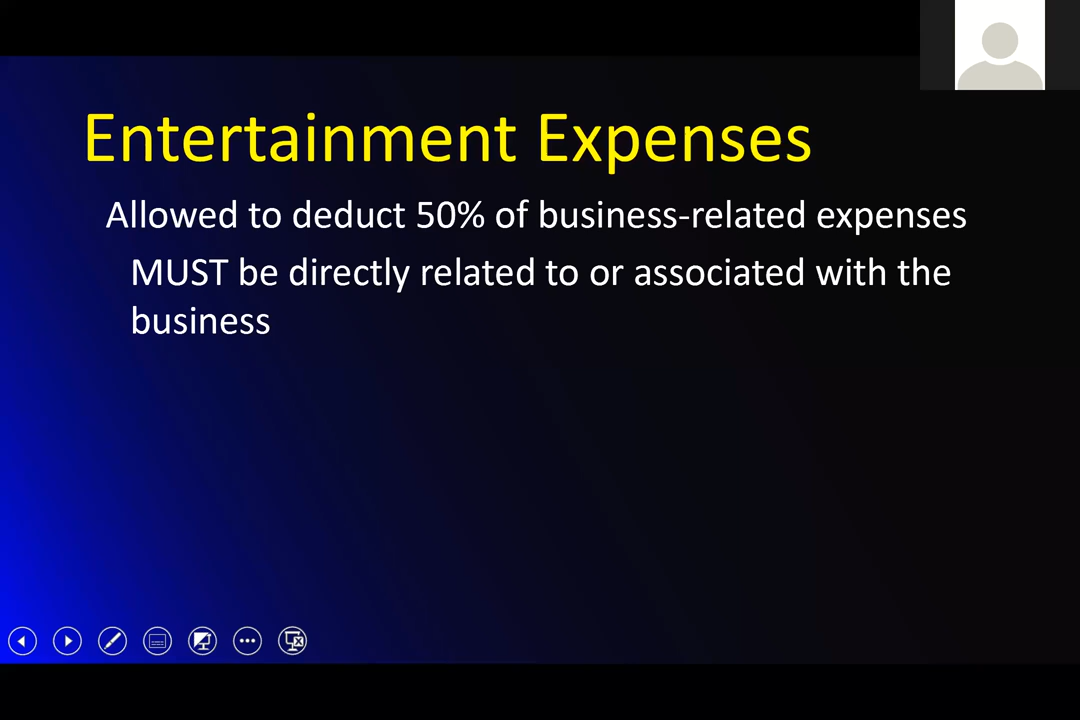 Entertainment Expenses
Allowed to deduct 50% of business-related expenses
MUST be directly related to or associated with the
business